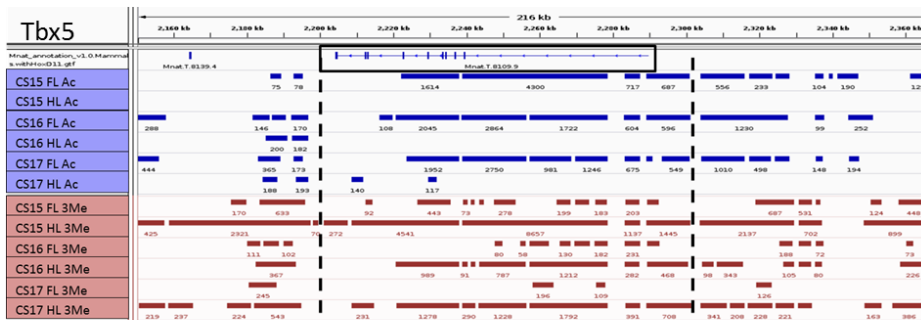 Tbx5
216 kb
2,160 kb 2,180 kb 2,200 kb 2,220 kb 2,240 kb 2,260 kb 2,280 kb 2,300 kb 2,320 kb 2,340 kb 2,360 kb
Mnat_annotation_v1.0.Mammal
s.withHoxD11.gtf
Mnat.T.8139.4 Mnat.T.8109.9
CS15 FL Ac
75 78 1614 4300 717 687 556 233 104 190 12
CS15 HL Ac
CS16 FL Ac
288 146 170 108 2045 2864 1722 604 596 1230 99 252
CS16 HL Ac
200 182
CS17 FL Ac
444 365 173 1952 2750 981 1246 675 549 1010 498 148 194
CS17 HL Ac
188 193 140 117
CS15 FL 3Me
170 633 92 443 73 278 199 183 203 687 531 124 448
CS15 HL 3Me
425 2321 70 272 4541 8657 1137 1445 2137 702 899
CS16 FL 3Me
111 102 80 58 130 182 231 188 72 73
CS16 HL 3Me
367 989 91 787 1212 282 468 98 343 105 80 226
CS17 FL 3Me
245 196 109 126
CS17 HL 3Me
219 237 224 543 231 1278 290 1228 1792 391 708 341 208 228 221 163 386